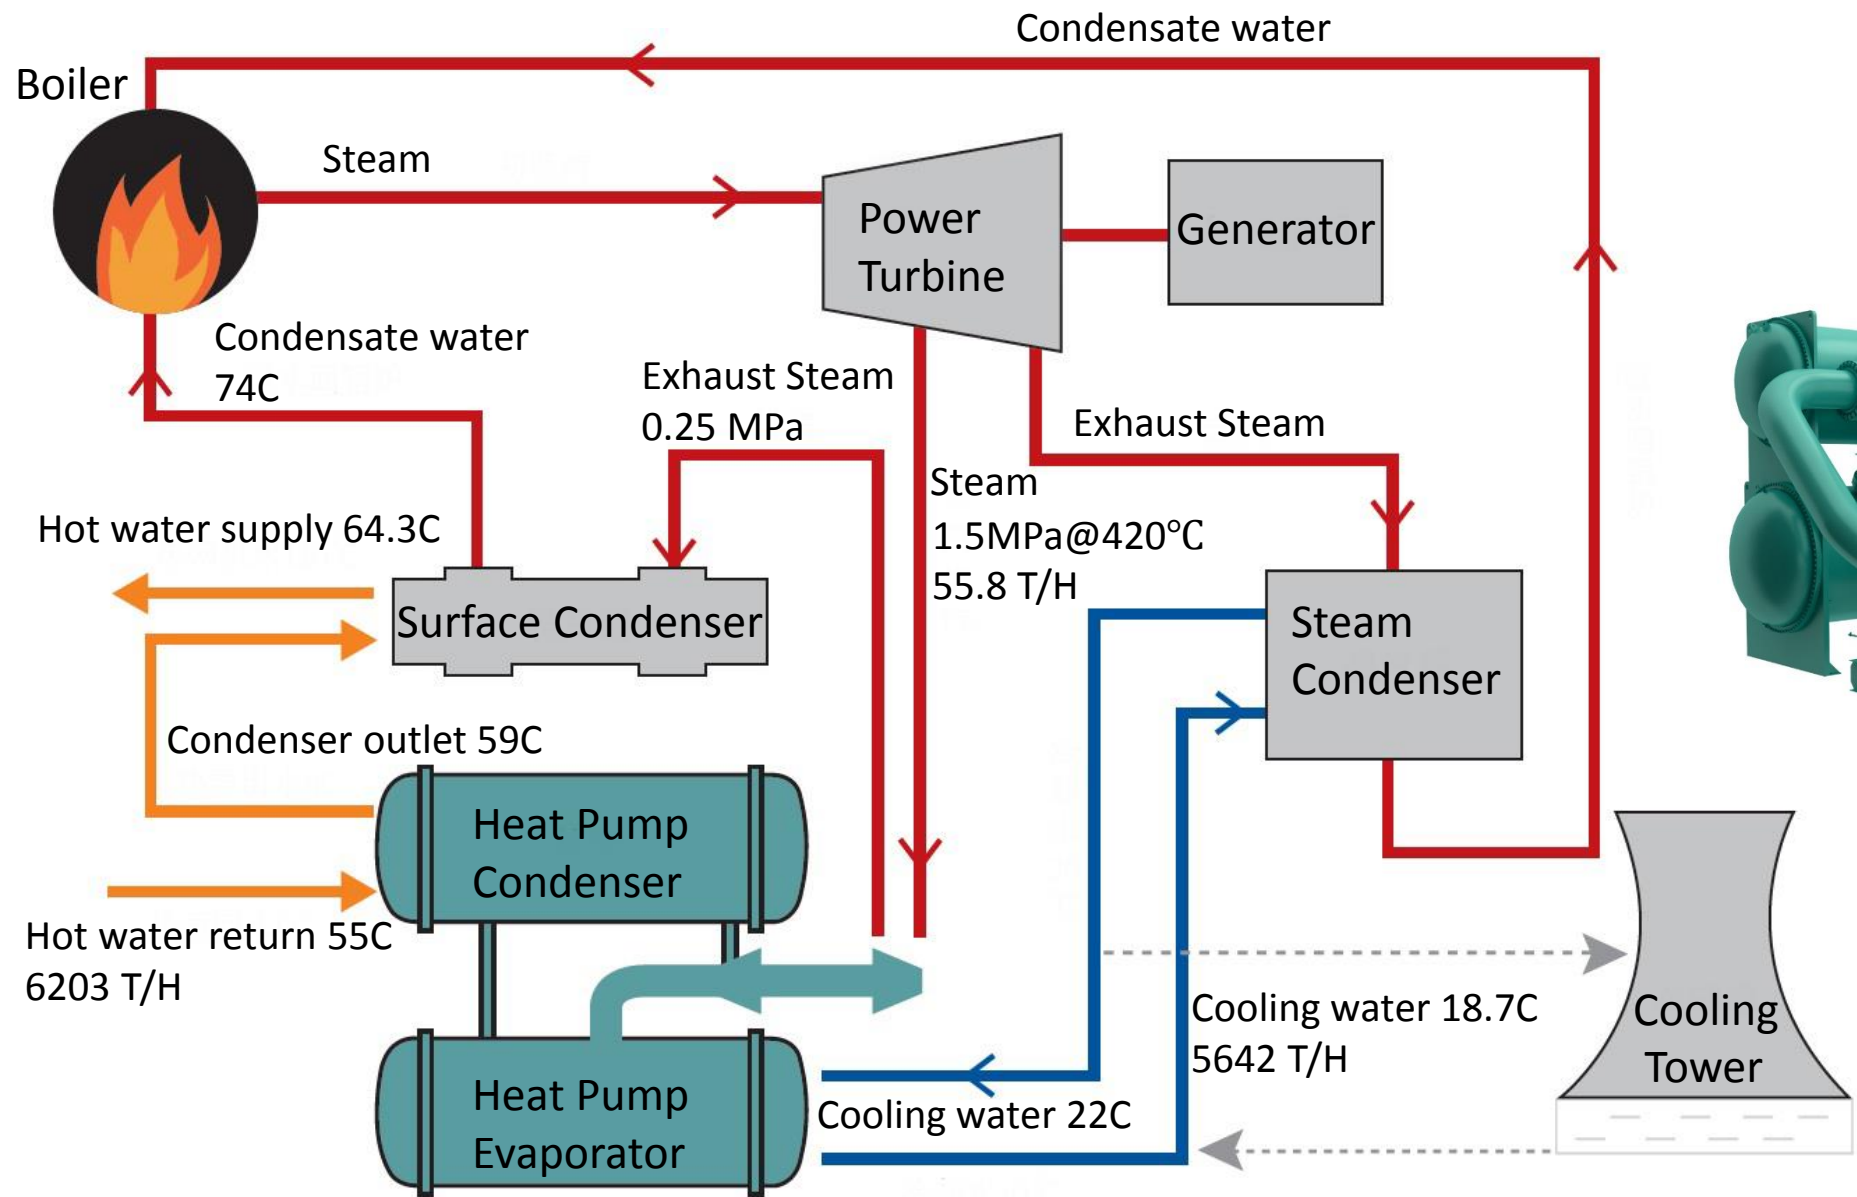 Condensate water
Boiler
Steam
Power
Turbine
Generator
Condensate water
74C
Exhaust Steam
0.25 MPa
Exhaust Steam
Steam
1.5MPa@420℃
55.8 T/H
Hot water supply 64.3C
Surface Condenser
Steam
Condenser
Condenser outlet 59C
Heat Pump
Condenser
Hot water return 55C
6203 T/H
Cooling water 18.7C
5642 T/H
Cooling
Tower
Heat Pump
Evaporator
Cooling water 22C